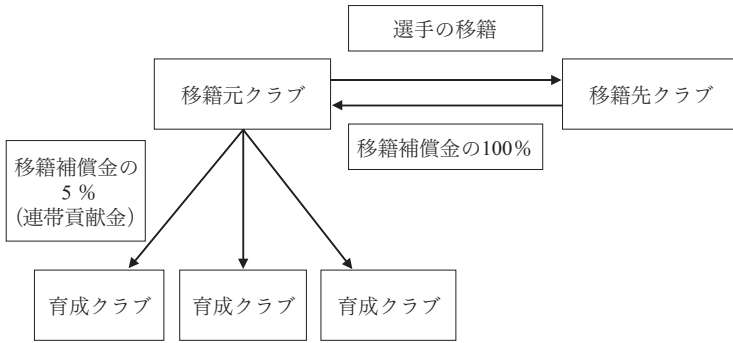 選手の移籍
移籍元クラブ
移籍先クラブ
移籍補償金の100%
移籍補償金の
5 %
(連帯貢献金)
育成クラブ
育成クラブ
育成クラブ